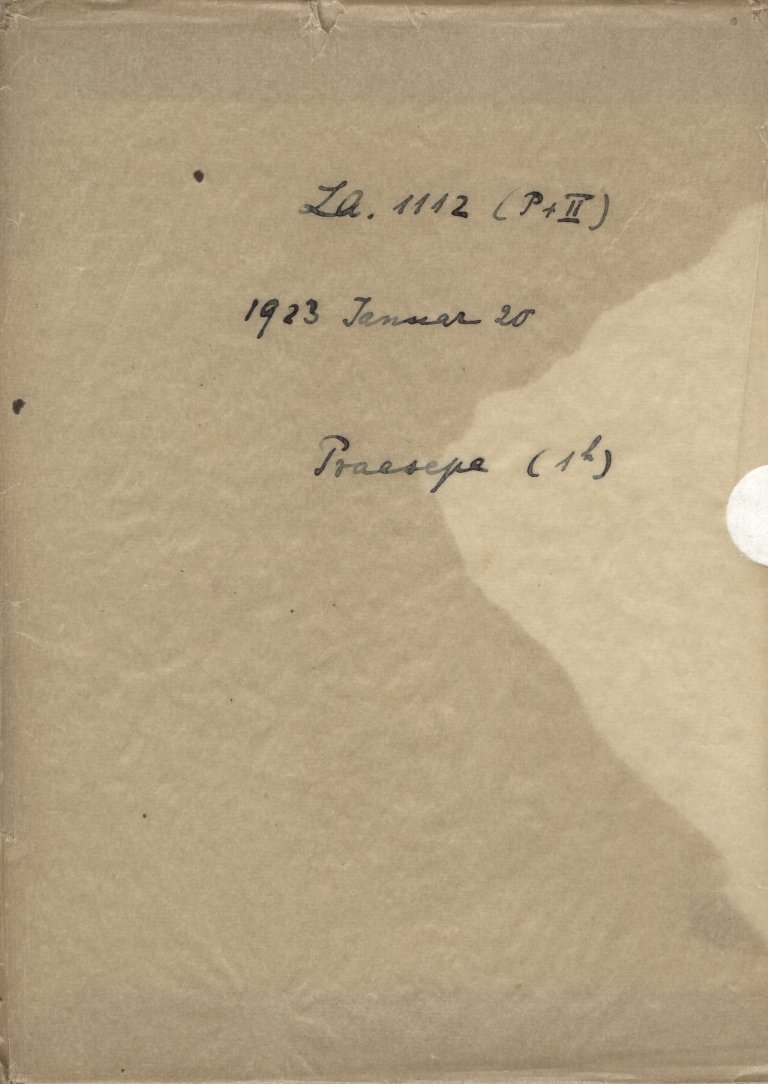 La. 1112 (P+II)
1923 Januar 20
Praesepe (1h)